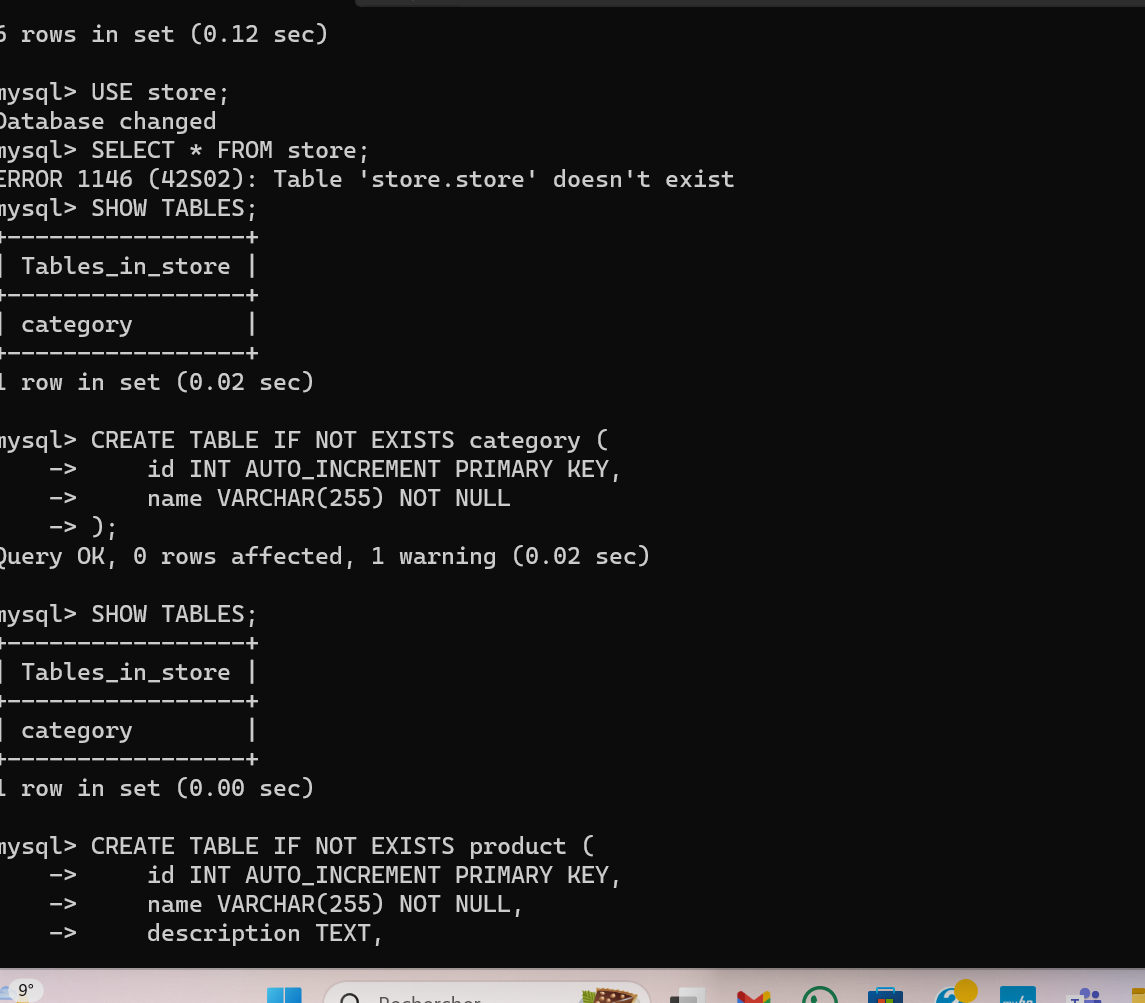 6 rows in set (0.12 sec)
mysql> USE store;
Database changed
mysql> SELECT * FROM store;
ERROR 1146 (42S02): Table 'store.store' doesn't exist
mysql> SHOW TABLES;
+-----------------+
| Tables_in_store |
+-----------------+
| category        |
+-----------------+
1 row in set (0.02 sec)
mysql> CREATE TABLE IF NOT EXISTS category (
    ->     id INT AUTO_INCREMENT PRIMARY KEY,
    ->     name VARCHAR(255) NOT NULL
    -> );
Query OK, 0 rows affected, 1 warning (0.02 sec)
mysql> SHOW TABLES;
+-----------------+
| Tables_in_store |
+-----------------+
| category        |
+-----------------+
1 row in set (0.00 sec)
mysql> CREATE TABLE IF NOT EXISTS product (
    ->     id INT AUTO_INCREMENT PRIMARY KEY,
    ->     name VARCHAR(255) NOT NULL,
    ->     description TEXT,
9°
Rechercher